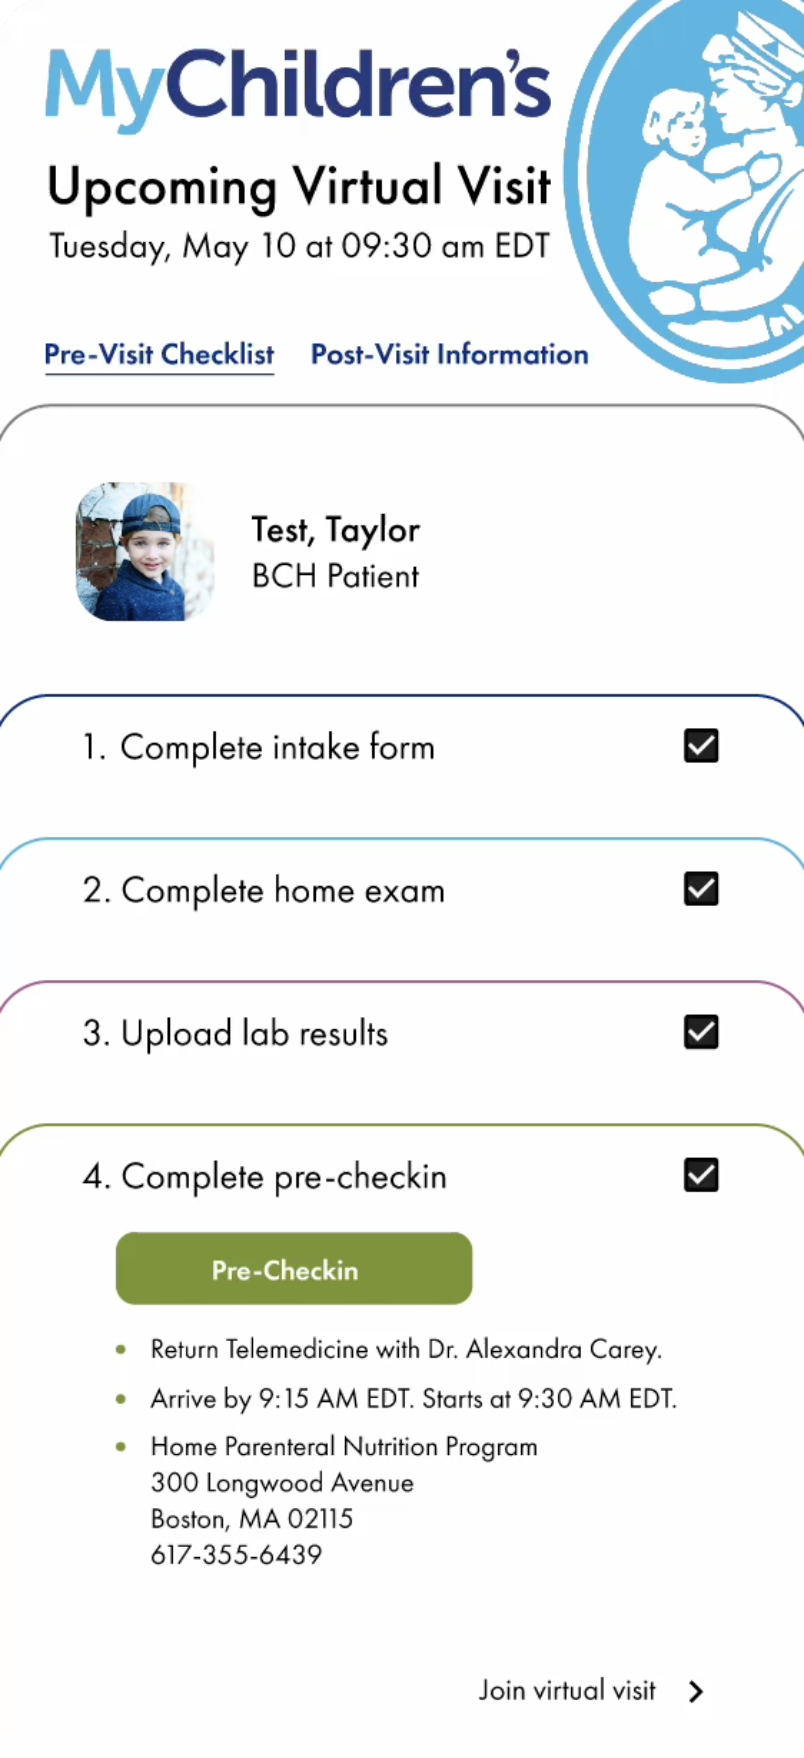 MyChildren's
Upcoming Virtual Visit
Tuesday, May 10 at 09:30 am EDT
Pre-Visit Checklist
Post-Visit Information
Test, Taylor
BCH Patient
1. Complete intake form
2. Complete home exam
3. Upload lab results
4. Complete pre-checkin
Pre-Checkin
• Return Telemedicine with Dr. Alexandra Carey.
• Arrive by 9:15 AM EDT. Starts at 9:30 AM EDT.
• Home Parenteral Nutrition Program
300 Longwood Avenue
Boston, MA 02115
617-355-6439
Join virtual visit